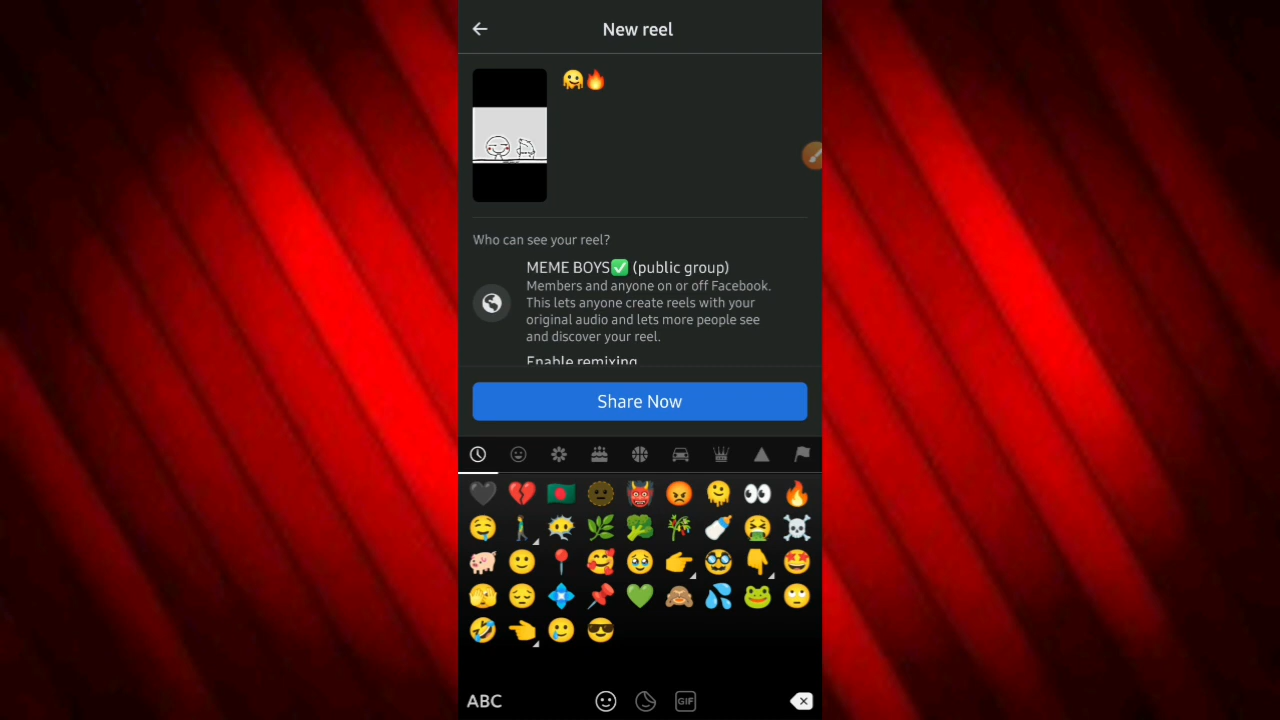 New reel
🫠🔥
Who can see your reel?
MEME BOYS✅ (public group)
Members and anyone on or off Facebook.
This lets anyone create reels with your
original audio and lets more people see
and discover your reel.
Enable remixing
Share Now
ABC
GIF